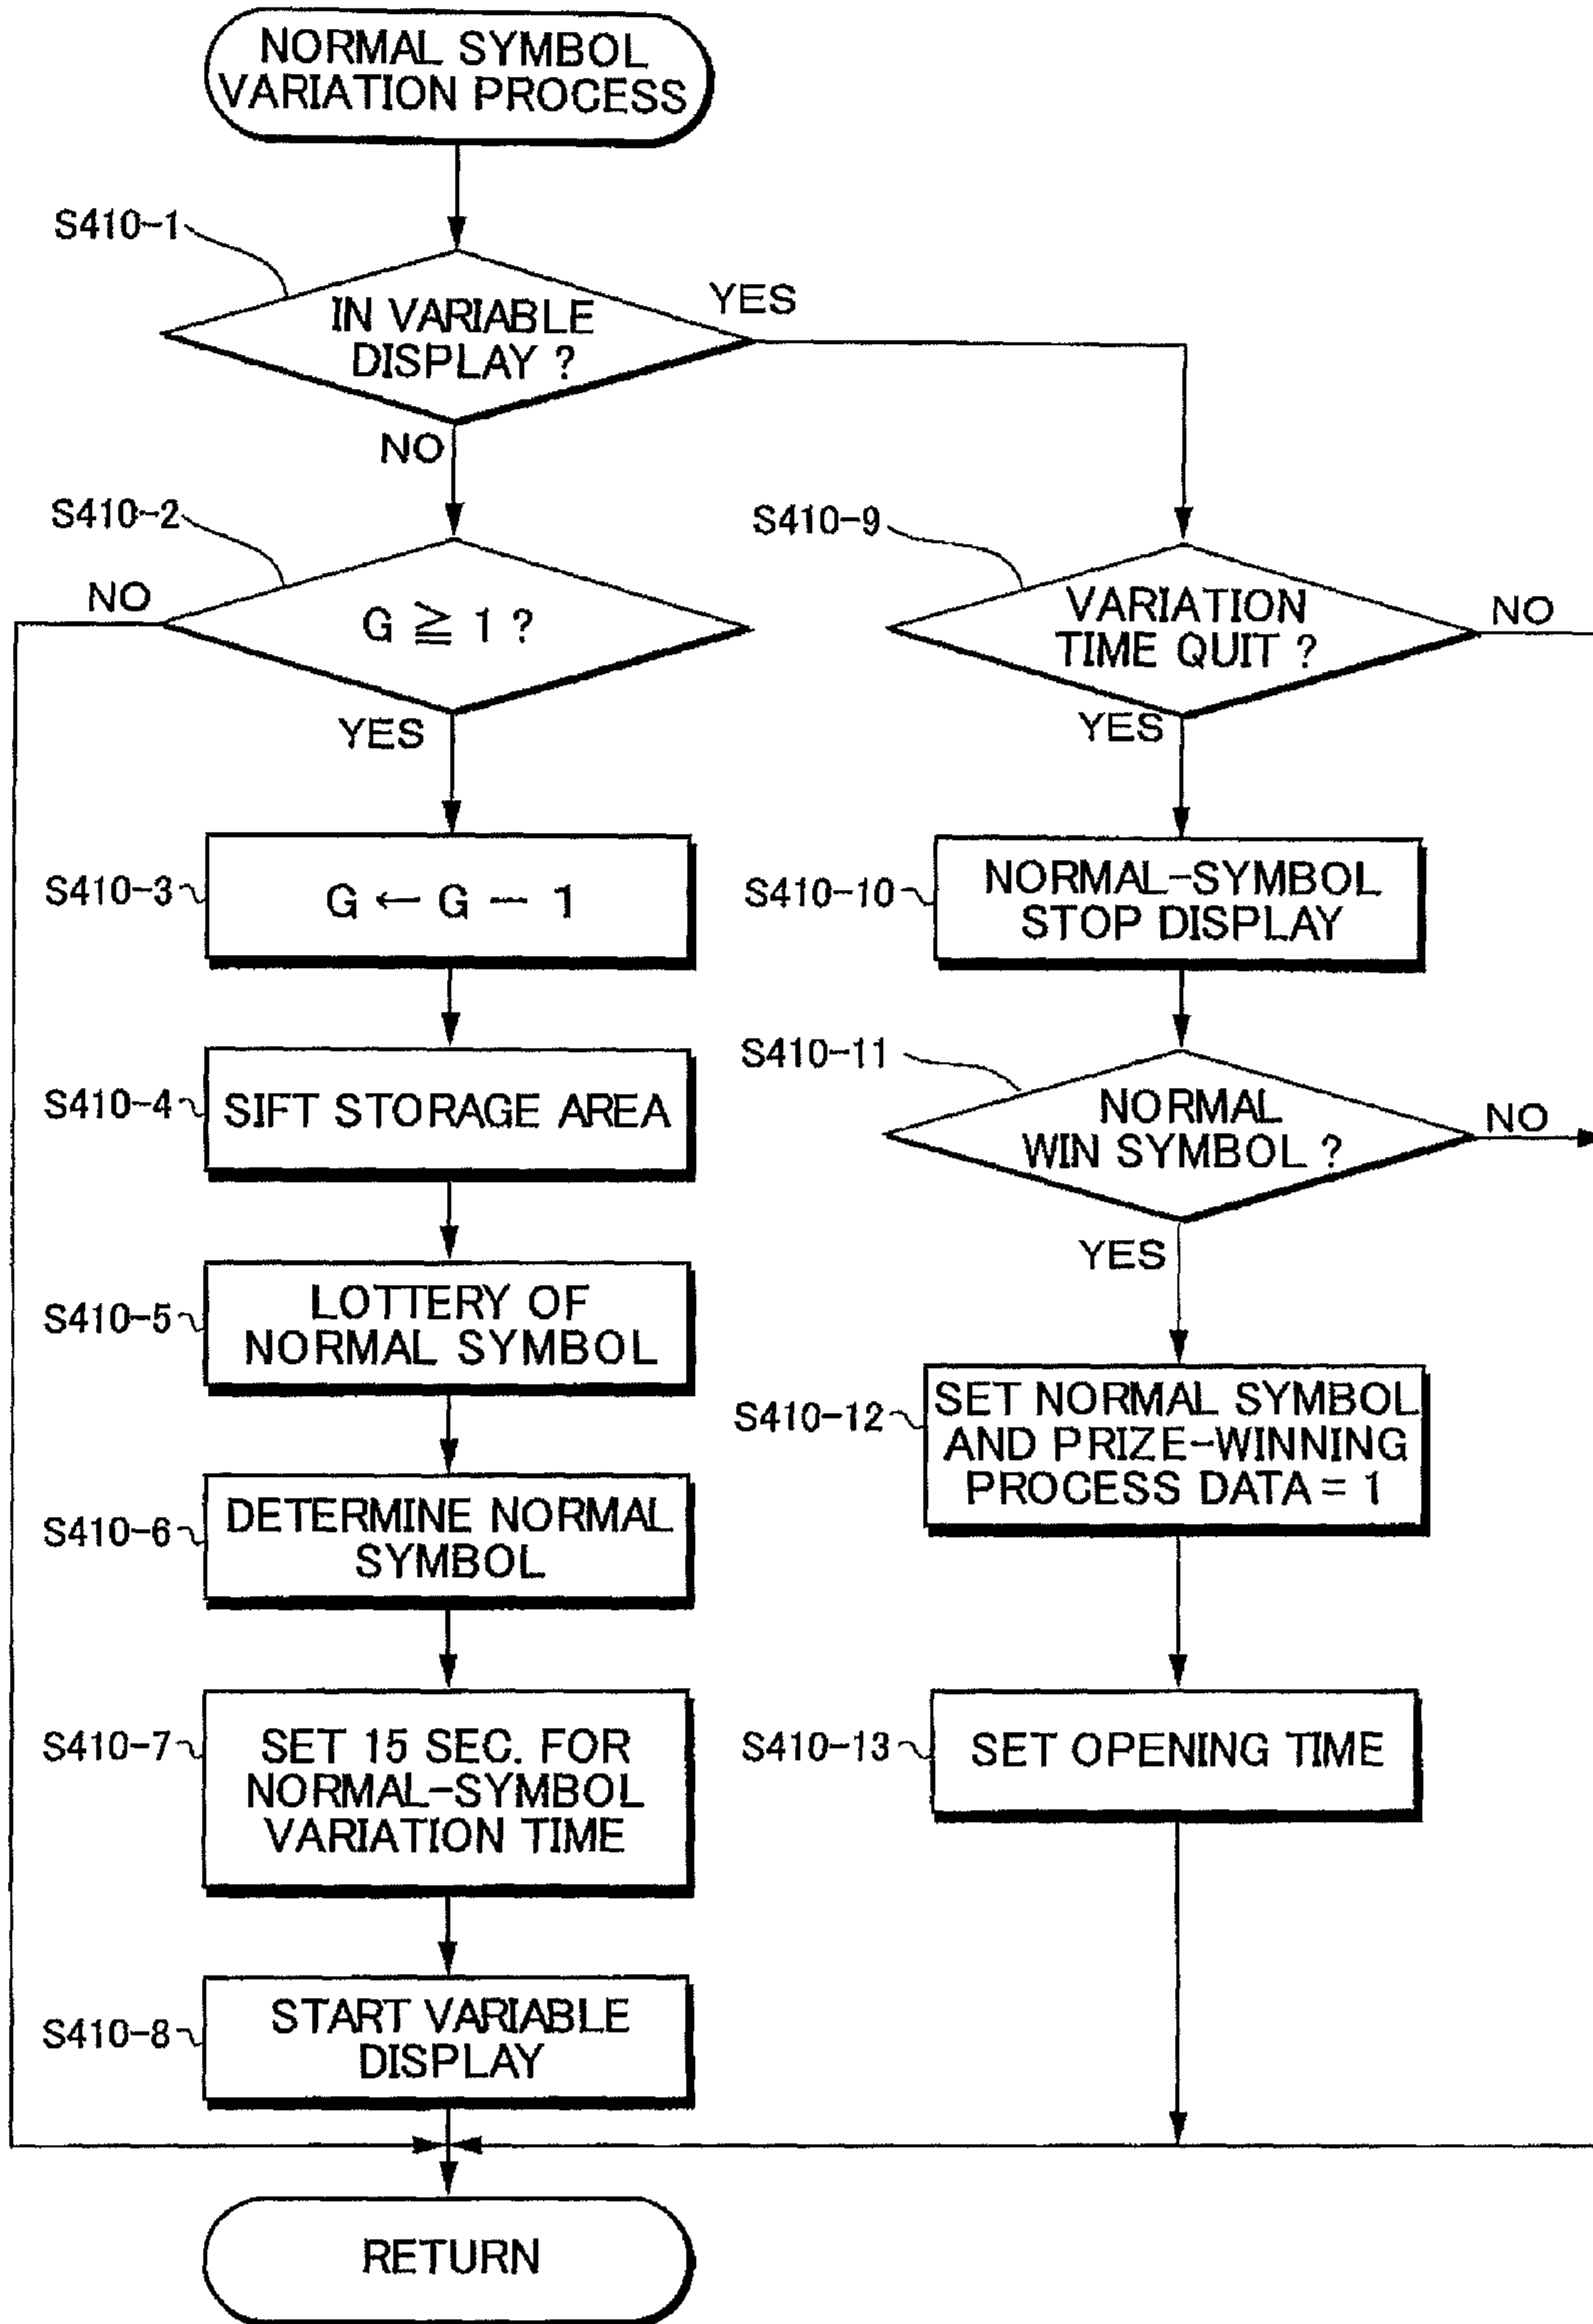 NORMAL SYMBOL
VARIATION PROCESS
S410-1
IN VARIABLE
DISPLAY ?
YES
NO
S410-2
G ≧ 1 ?
NO
YES
S410-3
G ← G − 1
S410-4
SIFT STORAGE AREA
S410-5
LOTTERY OF
NORMAL SYMBOL
S410-6
DETERMINE NORMAL
SYMBOL
S410-7
SET 15 SEC. FOR
NORMAL-SYMBOL
VARIATION TIME
S410-8
START VARIABLE
DISPLAY
S410-9
VARIATION
TIME QUIT ?
NO
YES
S410-10
NORMAL-SYMBOL
STOP DISPLAY
S410-11
NORMAL
WIN SYMBOL ?
NO
YES
S410-12
SET NORMAL SYMBOL
AND PRIZE-WINNING
PROCESS DATA = 1
S410-13
SET OPENING TIME
RETURN